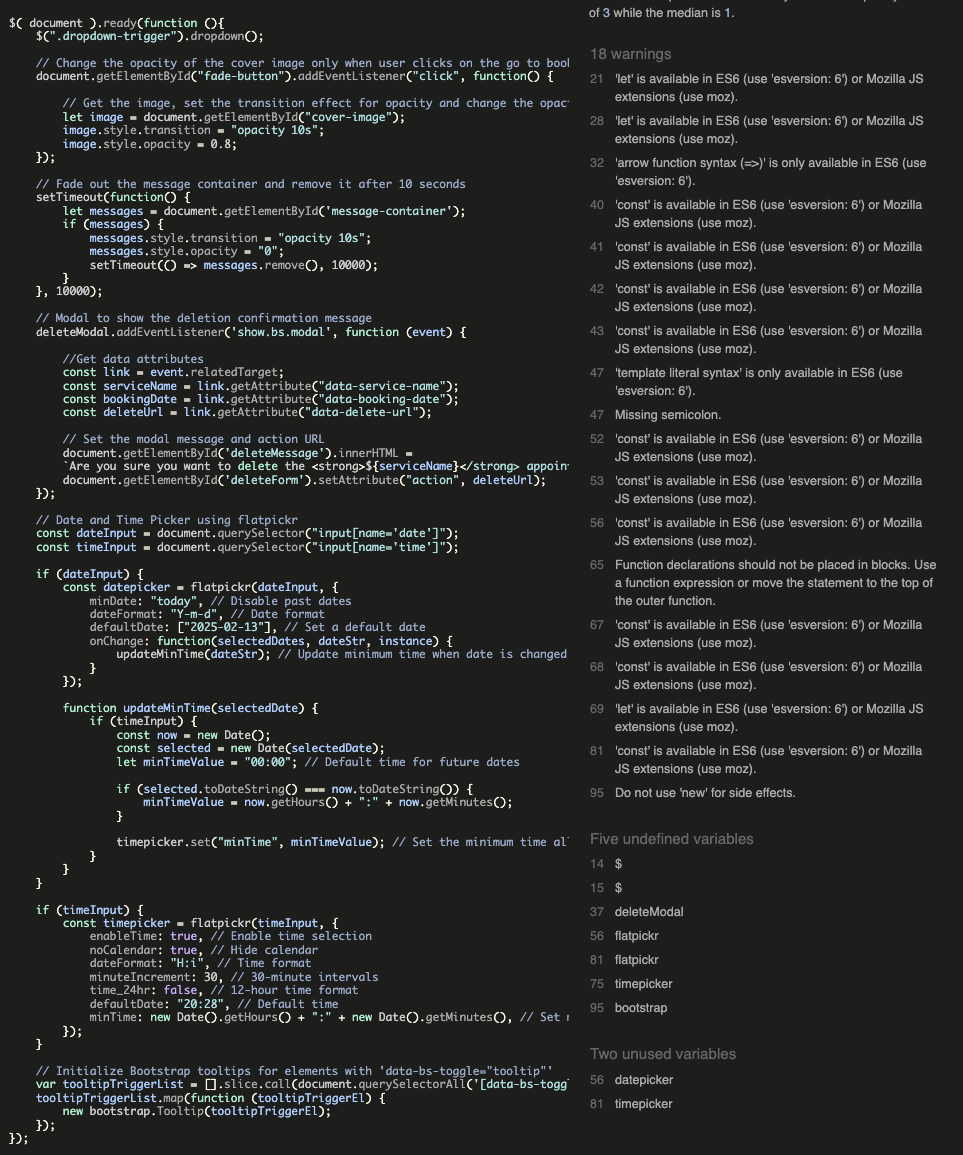 $( document ).ready(function (){
$(".dropdown-trigger").dropdown();
// Change the opacity of the cover image only when user clicks on the go to
document.getElementById("fade-button").addEventListener("click", function() {
// Get the image, set the transition effect for opacity and change the
let image = document.getElementById("cover-image");
image.style.transition = "opacity 10s";
image.style.opacity = 0.8;
});
// Fade out the message container and remove it after 10 seconds
setTimeout(function() {
let messages = document.getElementById('message-container');
if (messages) {
messages.style.transition = "opacity 10s";
messages.style.opacity = "0";
setTimeout(() => messages.remove(), 10000);
}
}, 10000);
// Modal to show the deletion confirmation message
deleteModal.addEventListener('show.bs.modal', function (event) {
//Get data attributes
const link = event.relatedTarget;
const serviceName = link.getAttribute("data-service-name");
const bookingDate = link.getAttribute("data-booking-date");
const deleteUrl = link.getAttribute("data-delete-url");
// Set the modal message and action URL
document.getElementById('deleteMessage').innerHTML =
`Are you sure you want to delete the <strong>${serviceName}</strong>
document.getElementById('deleteForm').setAttribute("action", deleteUrl);
});
// Date and Time Picker using flatpickr
const dateInput = document.querySelector("input[name='date']");
const timeInput = document.querySelector("input[name='time']");
if (dateInput) {
const datepicker = flatpickr(dateInput, {
minDate: "today", // Disable past dates
dateFormat: "Y-m-d", // Date format
defaultDate: ["2025-02-13"], // Set a default date
onChange: function(selectedDates, dateStr, instance) {
updateMinTime(dateStr); // Update minimum time when date is changed
}
});
function updateMinTime(selectedDate) {
if (timeInput) {
const now = new Date();
const selected = new Date(selectedDate);
let minTimeValue = "00:00"; // Default time for future dates
if (selected.toDateString() === now.toDateString()) {
minTimeValue = now.getHours() + ":" + now.getMinutes();
}
timepicker.set("minTime", minTimeValue); // Set the minimum time
}
}
}
if (timeInput) {
const timepicker = flatpickr(timeInput, {
enableTime: true, // Enable time selection
noCalendar: true, // Hide calendar
dateFormat: "H:i", // Time format
minuteIncrement: 30, // 30-minute intervals
time_24hr: false, // 12-hour time format
defaultDate: "20:28", // Default time
minTime: new Date().getHours() + ":" + new Date().getMinutes(), // Set
});
}
// Initialize Bootstrap tooltips for elements with 'data-bs-toggle="tooltip"'
var tooltipTriggerList = [].slice.call(document.querySelectorAll('[data-bs-toggl
tooltipTriggerList.map(function (tooltipTriggerEl) {
new bootstrap.Tooltip(tooltipTriggerEl);
});
});
of 3 while the median is 1.
18 warnings
21 'let' is available in ES6 (use 'esversion: 6') or Mozilla JS
extensions (use moz).
28 'let' is available in ES6 (use 'esversion: 6') or Mozilla JS
extensions (use moz).
32 'arrow function syntax (=>)' is only available in ES6 (use
'esversion: 6').
40 'const' is available in ES6 (use 'esversion: 6') or Mozilla
JS extensions (use moz).
41 'const' is available in ES6 (use 'esversion: 6') or Mozilla
JS extensions (use moz).
42 'const' is available in ES6 (use 'esversion: 6') or Mozilla
JS extensions (use moz).
43 'const' is available in ES6 (use 'esversion: 6') or Mozilla
JS extensions (use moz).
47 'template literal syntax' is only available in ES6 (use
'esversion: 6').
47 Missing semicolon.
52 'const' is available in ES6 (use 'esversion: 6') or Mozilla
JS extensions (use moz).
53 'const' is available in ES6 (use 'esversion: 6') or Mozilla
JS extensions (use moz).
56 'const' is available in ES6 (use 'esversion: 6') or Mozilla
JS extensions (use moz).
65 Function declarations should not be placed in blocks. Use
a function expression or move the statement to the top of
the outer function.
67 'const' is available in ES6 (use 'esversion: 6') or Mozilla
JS extensions (use moz).
68 'const' is available in ES6 (use 'esversion: 6') or Mozilla
JS extensions (use moz).
69 'let' is available in ES6 (use 'esversion: 6') or Mozilla JS
extensions (use moz).
81 'const' is available in ES6 (use 'esversion: 6') or Mozilla
JS extensions (use moz).
95 Do not use 'new' for side effects.
Five undefined variables
14 $
15 $
37 deleteModal
56 flatpickr
81 flatpickr
75 timepicker
95 bootstrap
Two unused variables
56 datepicker
81 timepicker